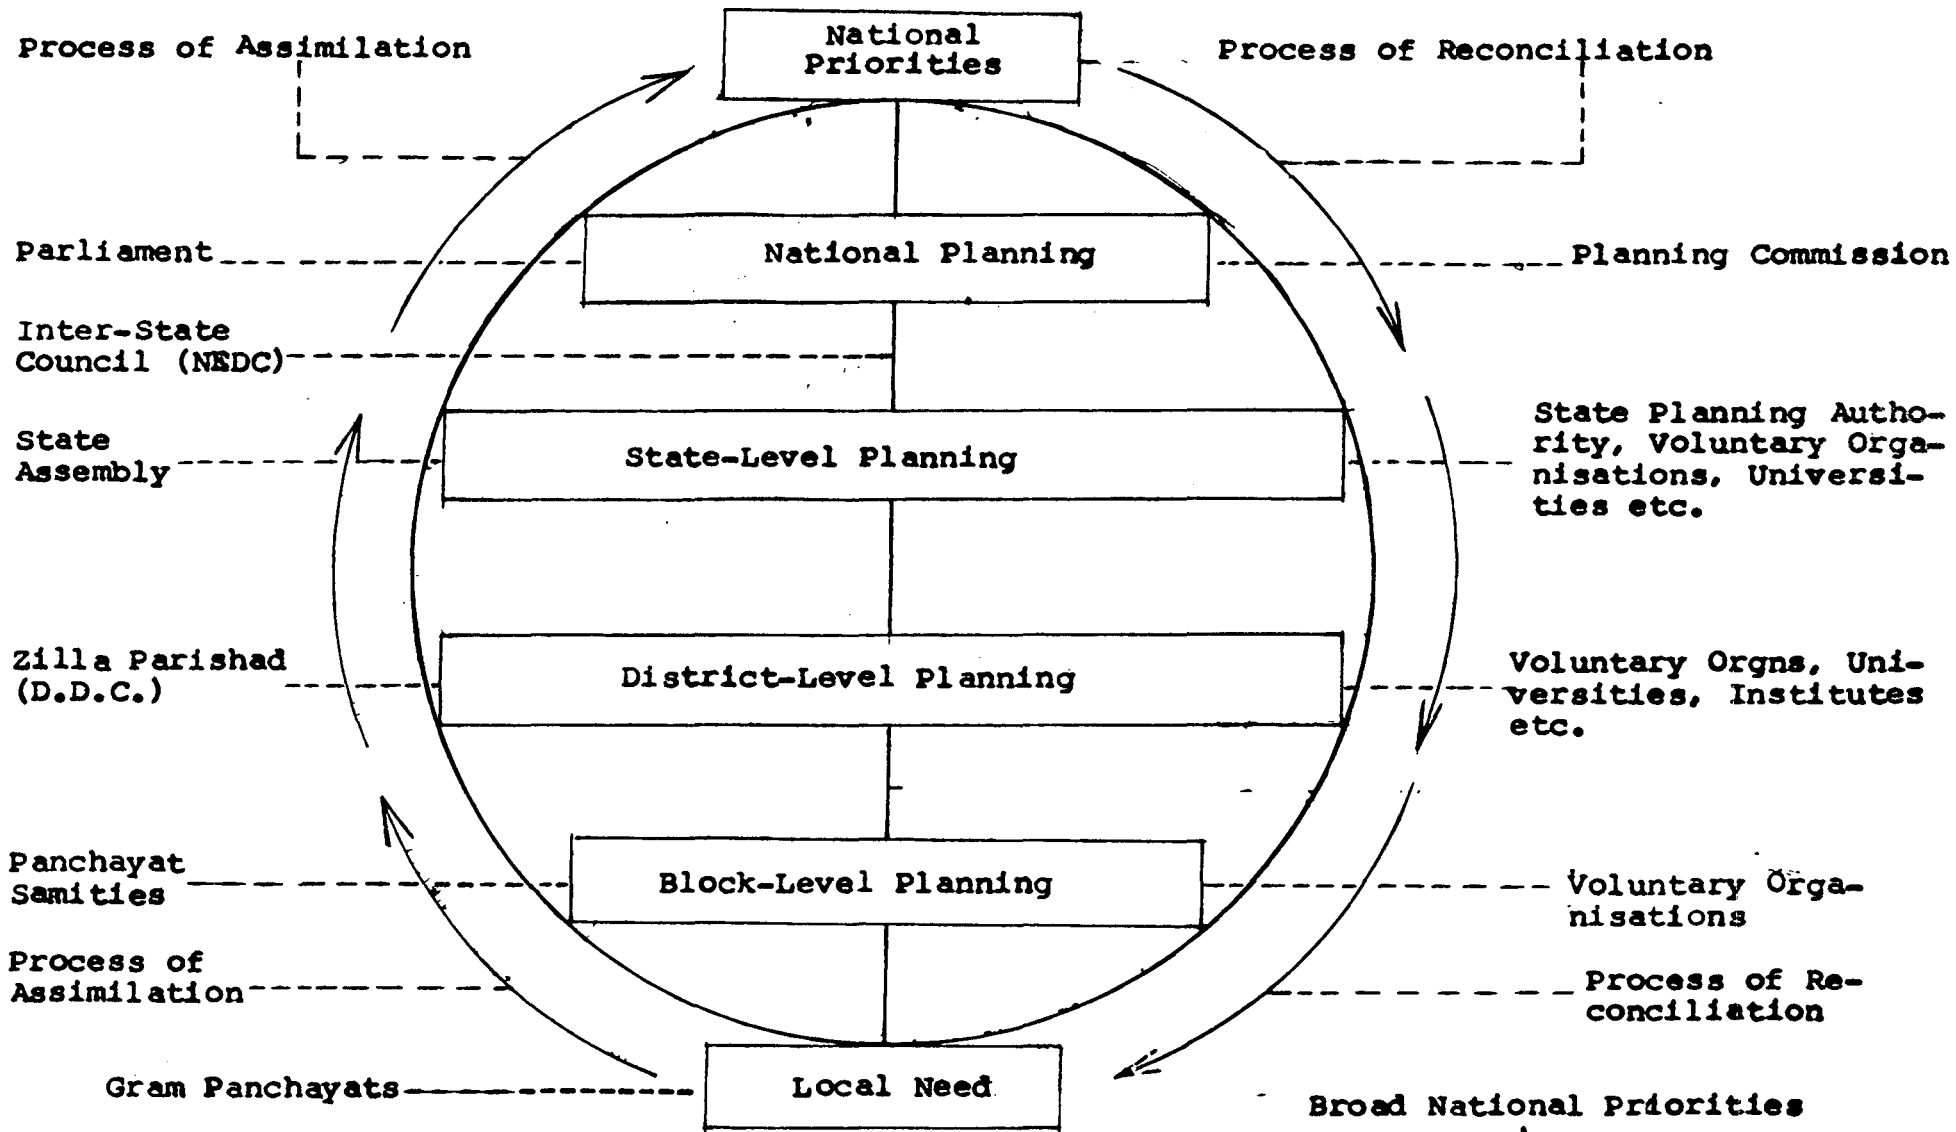 Process of Assimilation
National
Priorities
Process of Reconciliation
Parliament
National Planning
Planning Commission
Inter-State
Council (NEDC)
State
Assembly
State-Level Planning
State Planning Autho-
rity, Voluntary Orga-
nisations, Universi-
ties etc.
Zilla Parishad
(D.D.C.)
District-Level Planning
Voluntary Orgns, Uni-
versities, Institutes
etc.
Panchayat
Samities
Block-Level Planning
Voluntary Orga-
nisations
Process of
Assimilation
Process of Re-
conciliation
Gram Panchayats
Local Need
Broad National Priorities